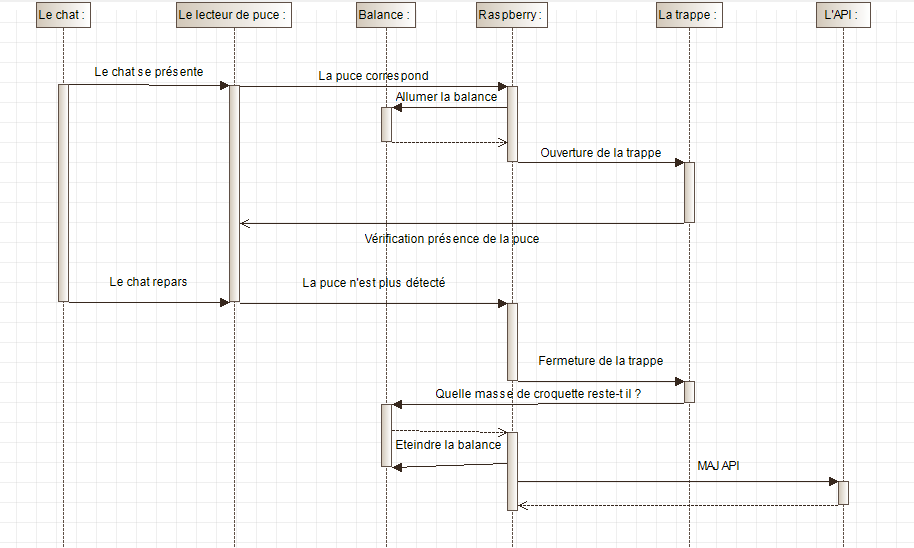 Le chat :
Le lecteur de puce :
Balance :
Raspberry :
La trappe :
L'API :
Le chat se présente
La puce correspond
Allumer la balance
Ouverture de la trappe
Vérification présence de la puce
Le chat repars
La puce n'est plus détecté
Fermeture de la trappe
Quelle masse de croquette reste-t il ?
Eteindre la balance
MAJ API